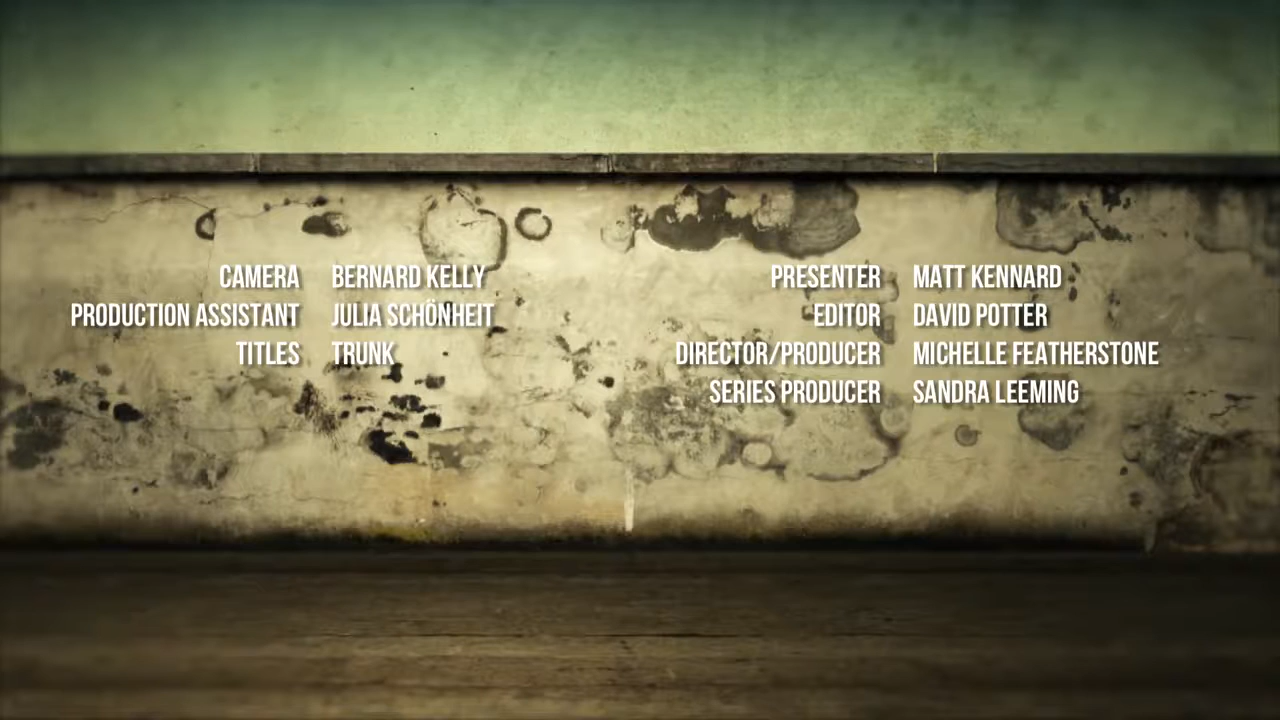 CAMERA BERNARD KELLY
PRODUCTION ASSISTANT JULIA SCHÖNHEIT
TITLES TRUNK
PRESENTER MATT KENNARD
EDITOR DAVID POTTER
DIRECTOR/PRODUCER MICHELLE FEATHERSTONE
SERIES PRODUCER SANDRA LEEMING